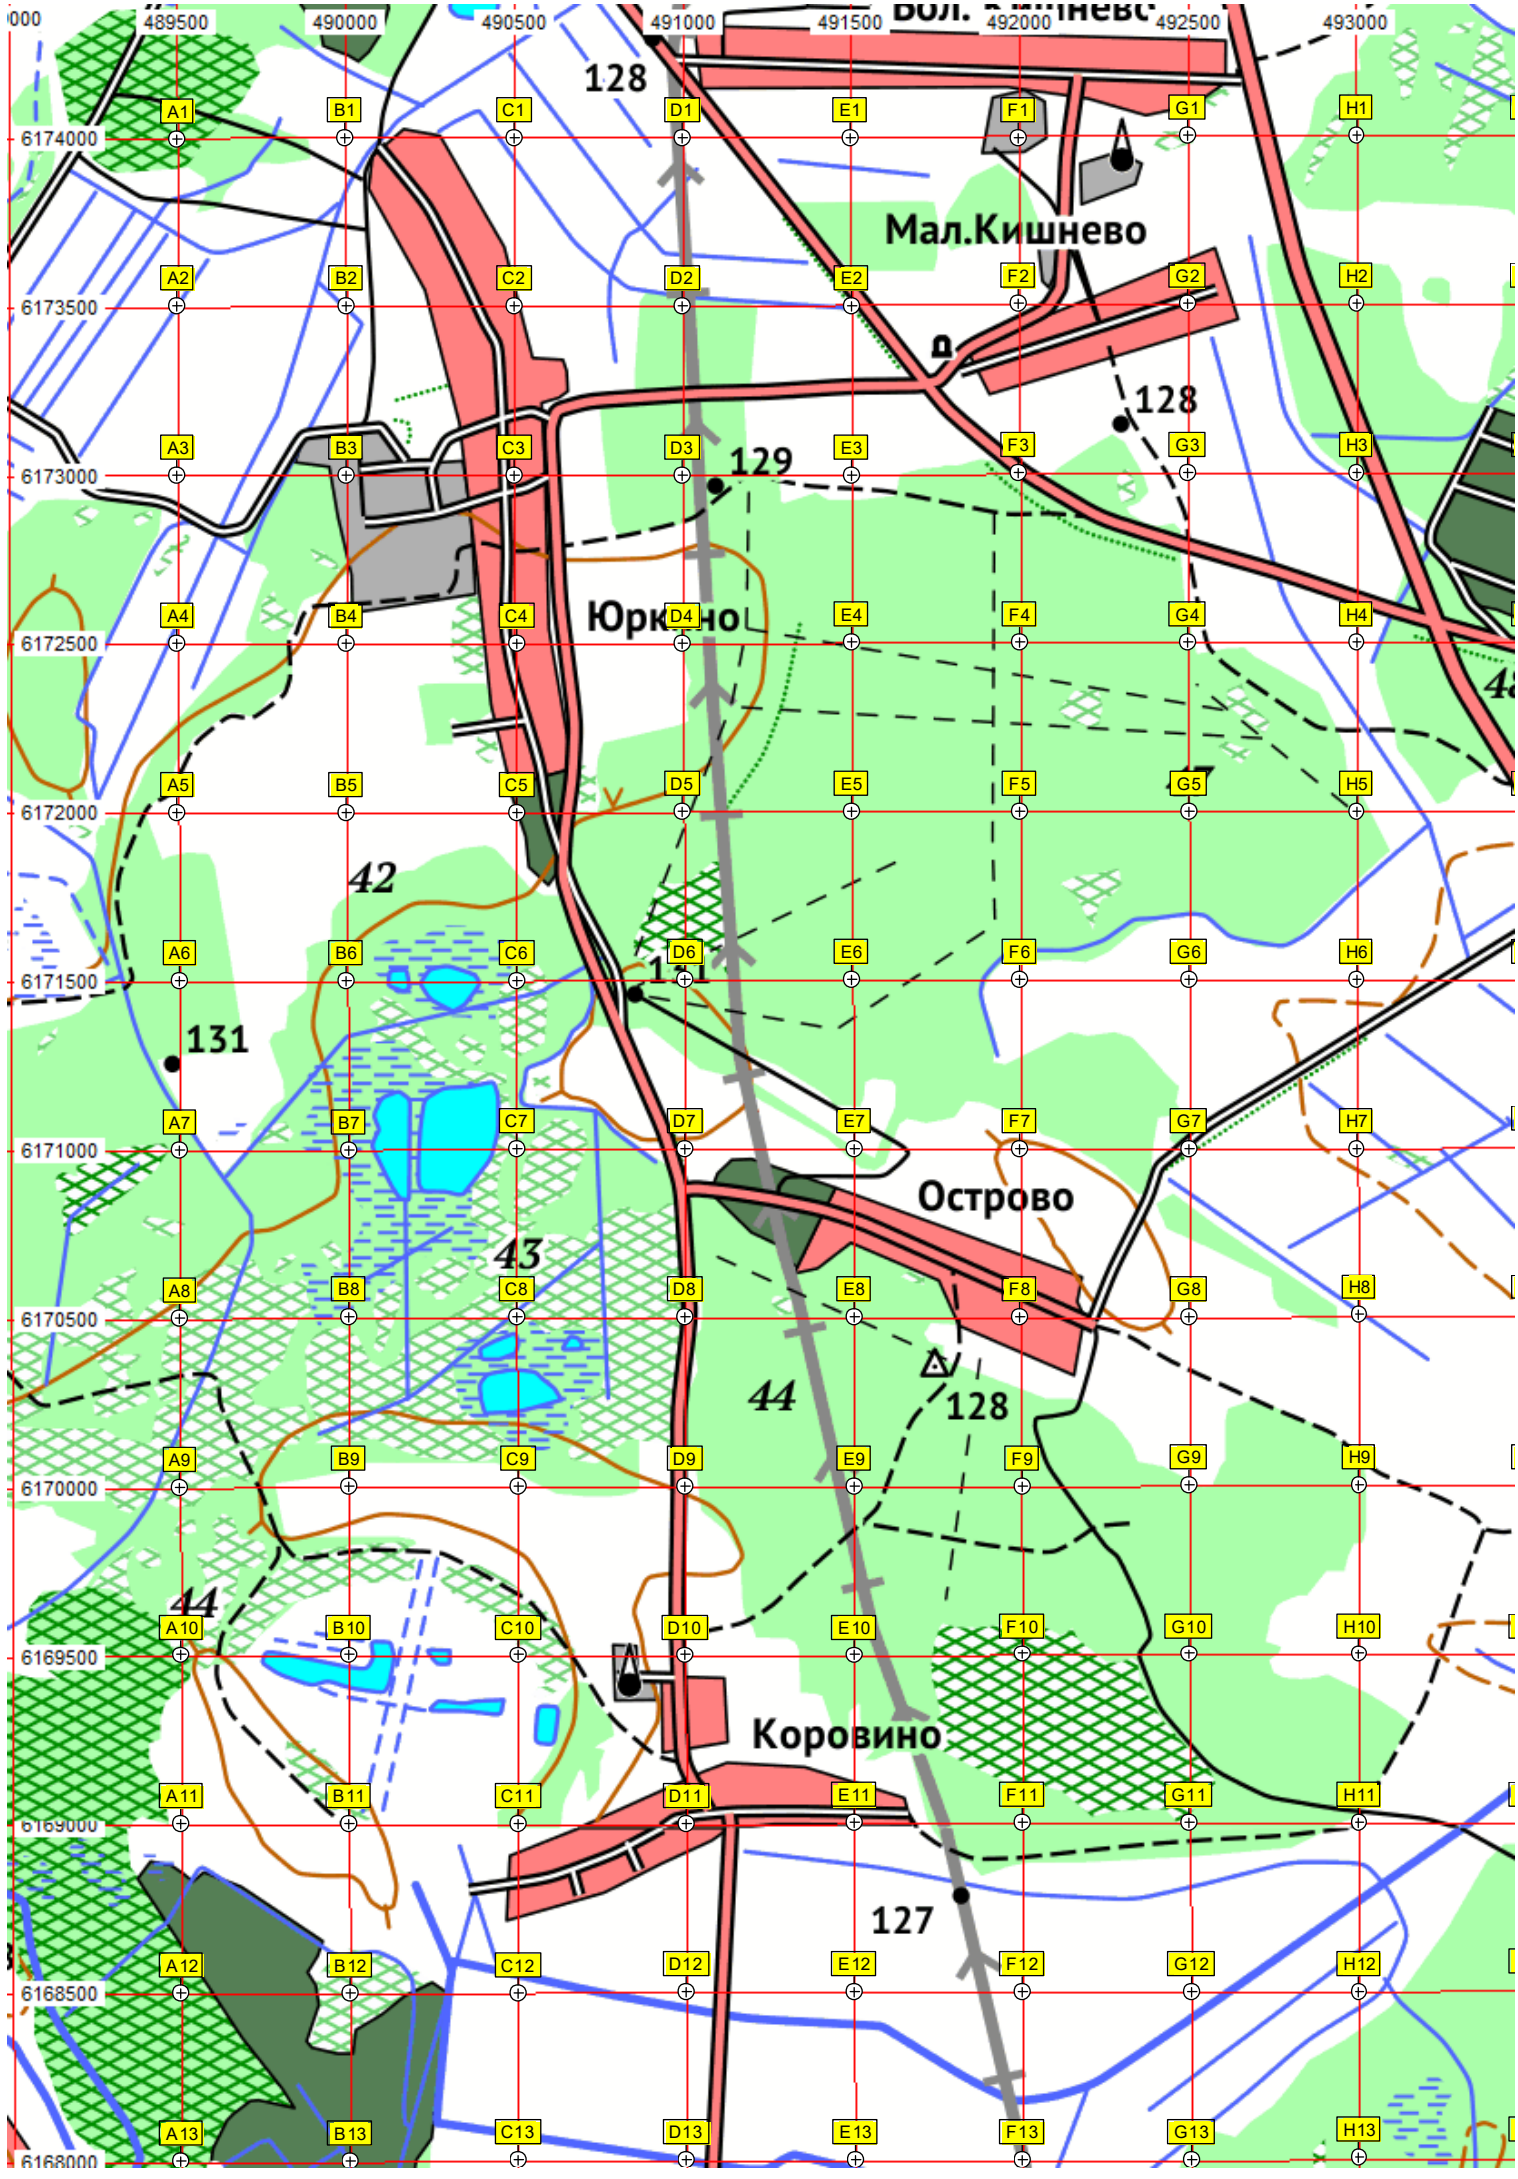 0000 489500 490000 490500 491000 491500 492000 492500 493000
Бол. Кишнево
128
A1 B1 C1 D1 E1 F1 G1 H1
6174000
Мал.Кишнево
A2 B2 C2 D2 E2 F2 G2 H2
6173500
128
A3 B3 C3 D3 E3 F3 G3 H3
129
6173000
A4 B4 C4 D4 E4 F4 G4 H4
Юркино
6172500
48
A5 B5 C5 D5 E5 F5 G5 H5
6172000
42
A6 B6 C6 D6 E6 F6 G6 H6
6171500
131
A7 B7 C7 D7 E7 F7 G7 H7
6171000
Острово
43
A8 B8 C8 D8 E8 F8 G8 H8
6170500
44
128
A9 B9 C9 D9 E9 F9 G9 H9
6170000
44
A10 B10 C10 D10 E10 F10 G10 H10
6169500
Коровино
A11 B11 C11 D11 E11 F11 G11 H11
6169000
127
A12 B12 C12 D12 E12 F12 G12 H12
6168500
A13 B13 C13 D13 E13 F13 G13 H13
6168000